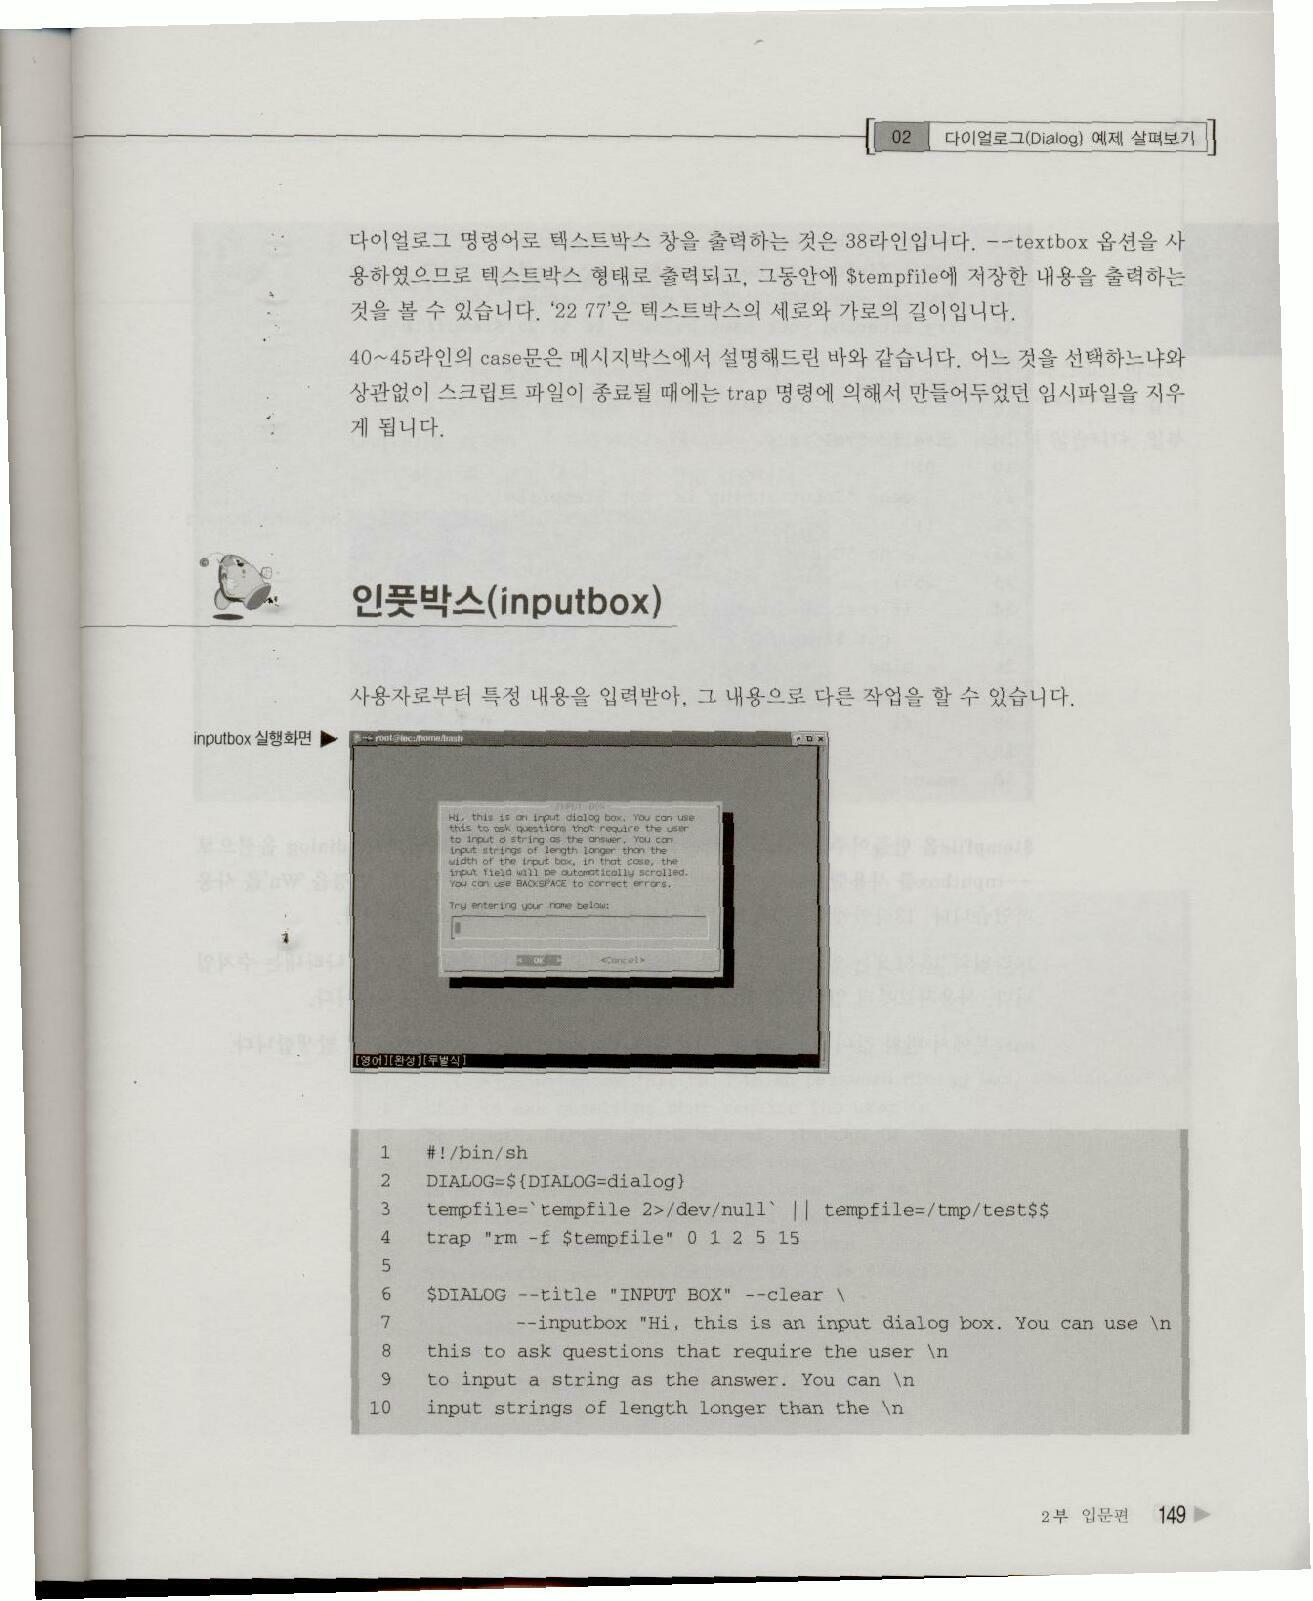 02 다이얼로그(Dialog) 예제 살펴보기
다이얼로그 명령어로 텍스트박스 창을 출력하는 것은 38라인입니다. --textbox 옵션을 사
용하였으므로 텍스트박스 형태로 출력되고, 그동안에 $tempfile에 저장한 내용을 출력하는
것을 볼 수 있습니다. ‘22 77’은 텍스트박스의 세로와 가로의 길이입니다.
40~45라인의 case문은 메시지박스에서 설명해드린 바와 같습니다. 어느 것을 선택하느냐와
상관없이 스크립트 파일이 종료될 때에는 trap 명령에 의해서 만들어두었던 임시파일을 지우
게 됩니다.
인풋박스(inputbox)
사용자로부터 특정 내용을 입력받아, 그 내용으로 다른 작업을 할 수 있습니다.
inputbox 실행화면 ▶
root@lec:/home/bash
INPUT BOX
Hi, this is an input dialog box. You can use
this to ask questions that require the user
to input a string as the answer. You can
input strings of length longer than the
width of the input box, in that case, the
input field will be automatically scrolled.
You can use BACKSPACE to correct errors.
Try entering your name below:
< OK > <Cancel>
[영어][완성][두벌식]
1 #!/bin/sh
2 DIALOG=${DIALOG=dialog}
3 tempfile=`tempfile 2>/dev/null` || tempfile=/tmp/test$$
4 trap "rm -f $tempfile" 0 1 2 5 15
5
6 $DIALOG --title "INPUT BOX" --clear \
7 --inputbox "Hi, this is an input dialog box. You can use \n
8 this to ask questions that require the user \n
9 to input a string as the answer. You can \n
10 input strings of length longer than the \n
2부 입문편 149 ▶